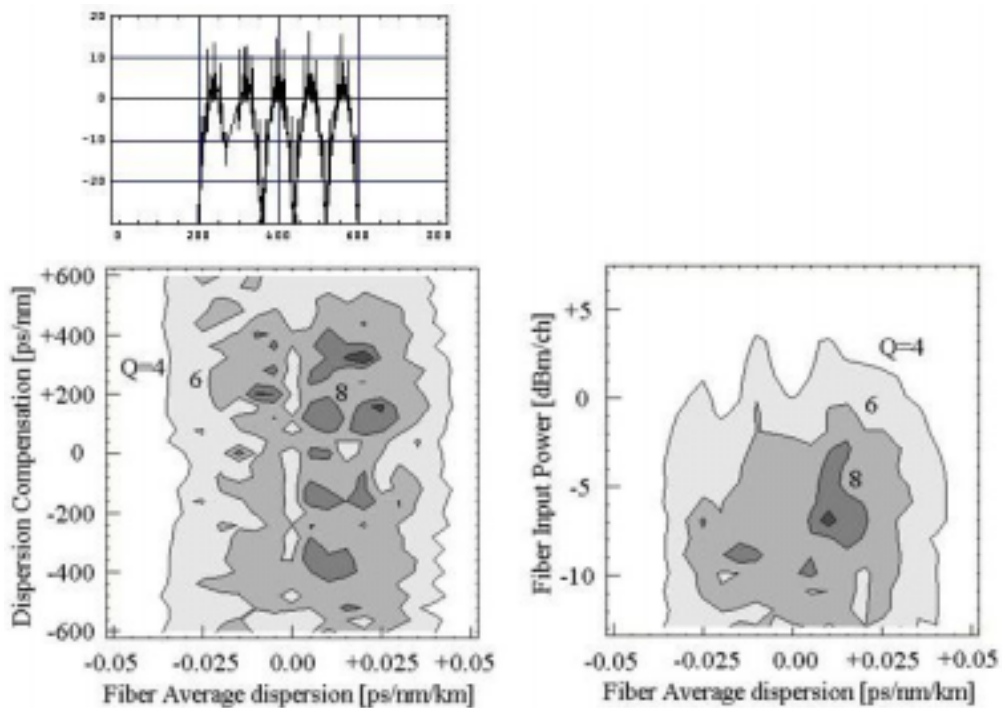 20
10
0
-10
-20
0 200 400 600 800
Dispersion Compensation [ps/nm]
+600
+400
+200
0
-200
-400
-600
Q=4
6
8
-0.05 -0.025 0.00 +0.025 +0.05
Fiber Average dispersion [ps/nm/km]
Fiber Input Power [dBm/ch]
+5
0
-5
-10
Q=4
6
8
-0.05 -0.025 0.00 +0.025 +0.05
Fiber Average dispersion [ps/nm/km]